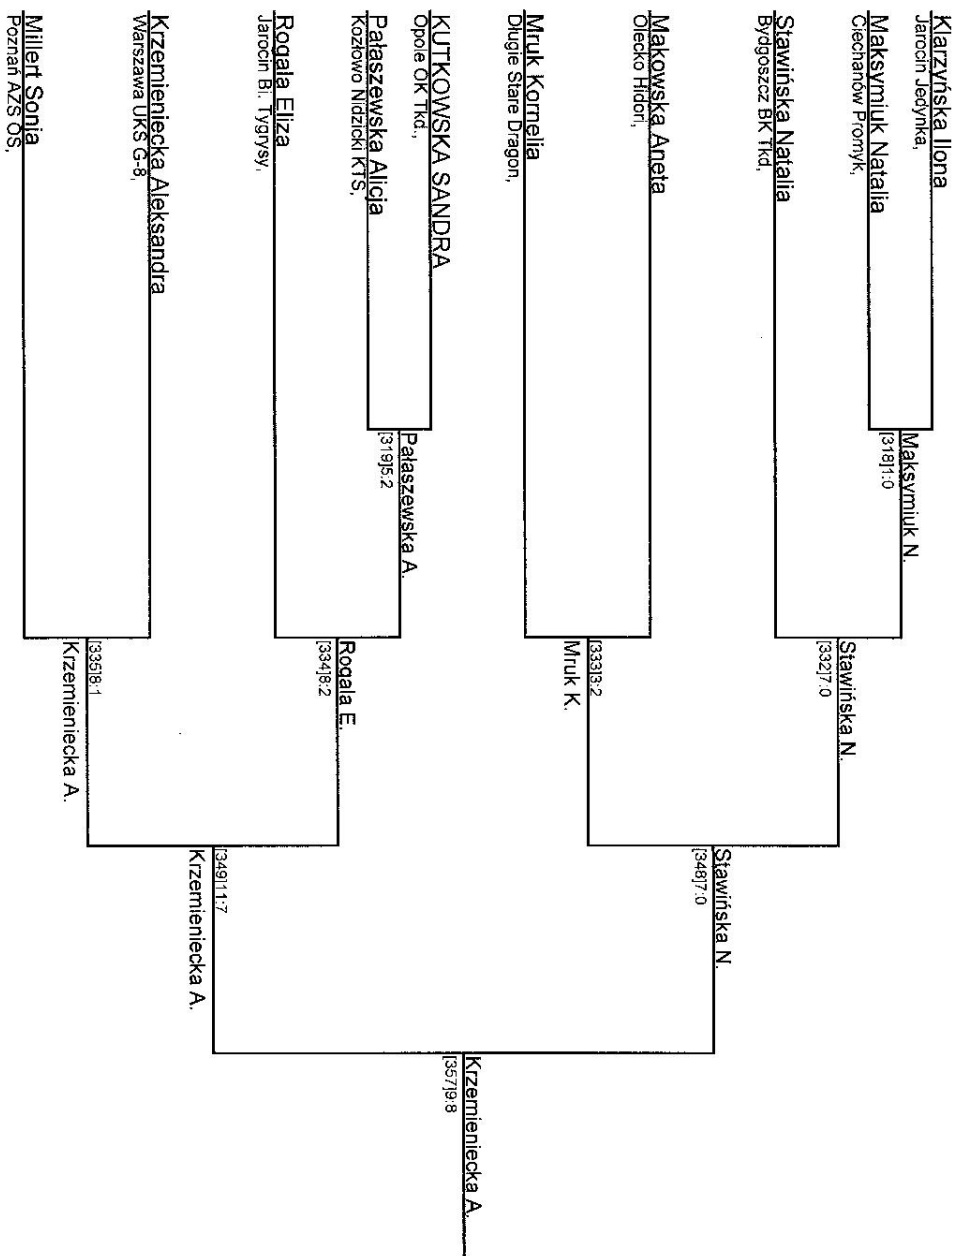 Klarzyńska Ilona
Jarocin Jedynka,
Maksymiuk Natalia
Ciechanów Promyk,
Stawińska Natalia
Bydgoszcz BK Tkd,
Makowska Aneta
Olecko Hidori,
Mruk Kornelia
Długie Stare Dragon,
KUTKOWSKA SANDRA
Opole OK Tkd.,
Pałaszewska Alicja
Kozłowo Nidzicki KTS,
Rogala Eliza
Jarocin Bi. Tygrysy,
Krzemieniecka Aleksandra
Warszawa UKS G-8,
Millert Sonia
Poznań AZS OŚ,
Maksymiuk N.
[318]1:0
Pałaszewska A.
[319]5:2
Stawińska N.
[332]7:0
[333]3:2
Mruk K.
Rogala E.
[334]8:2
[335]8:1
Krzemieniecka A.
Stawińska N.
[348]7:0
[349]11:7
Krzemieniecka A.
Krzemieniecka A.
[357]9:8